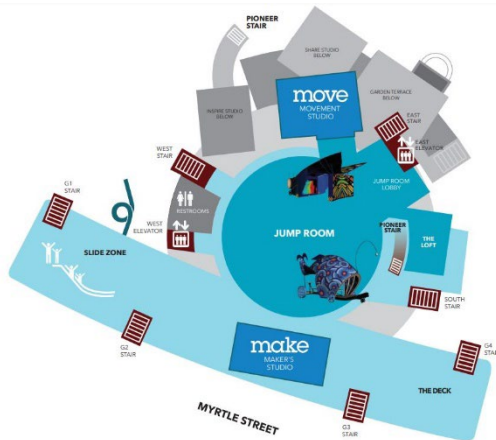 PIONEER
STAIR
SHARE STUDIO
BELOW
move
MOVEMENT
STUDIO
GARDEN TERRACE
BELOW
INSPIRE STUDIO
BELOW
EAST
STAIR
EAST
ELEVATOR
WEST
STAIR
JUMP ROOM
LOBBY
G1
STAIR
RESTROOMS
WEST
ELEVATOR
JUMP ROOM
PIONEER
STAIR
THE
LOFT
SLIDE ZONE
SOUTH
STAIR
make
MAKER'S
STUDIO
G2
STAIR
G4
STAIR
THE DECK
MYRTLE STREET
G3
STAIR